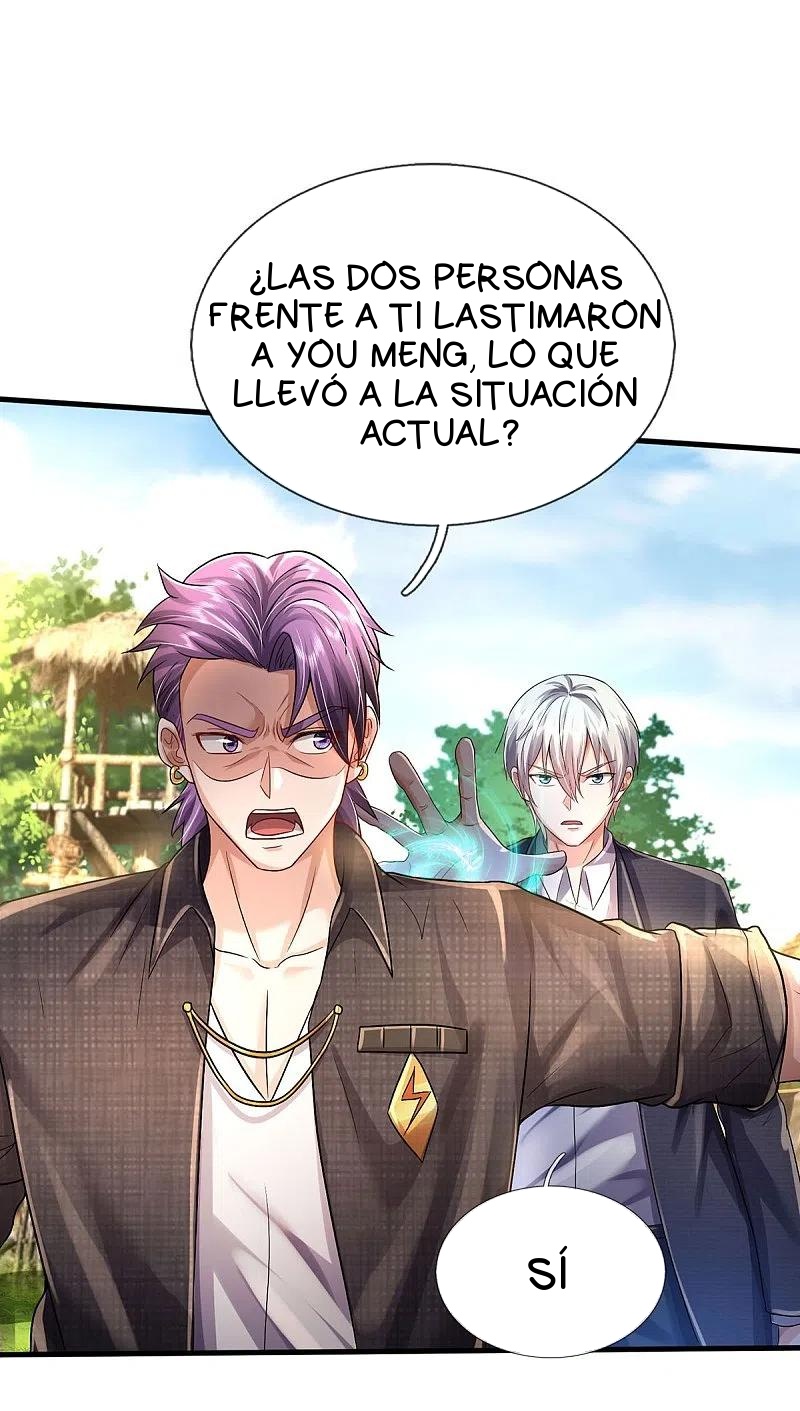 ¿LAS DOS PERSONAS
FRENTE A TI LASTIMARON
A YOU MENG, LO QUE
LLEVÓ A LA SITUACIÓN
ACTUAL?
SÍ